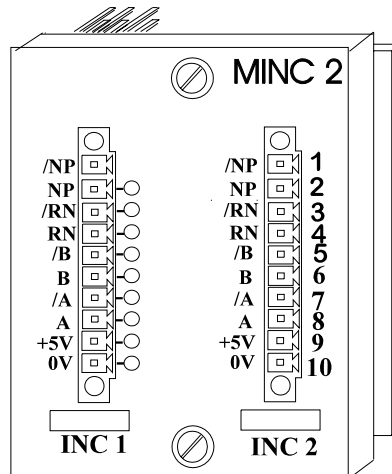 MINC 2
/NP
NP
/RN
RN
/B
B
/A
A
+5V
0V
INC 1
/NP 1
NP 2
/RN 3
RN 4
/B 5
B 6
/A 7
A 8
+5V 9
0V 10
INC 2